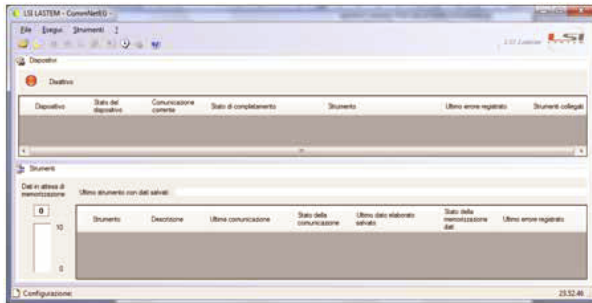 LSI LASTEM - CommNetEG -
File Esegui Strumenti ?
LSI Lastem LSI LASTEM
Dispositivi
Disattivo
Dispositivo Stato del dispositivo Comunicazione corrente Stato di completamento Strumento Ultimo errore registrato Strumenti collegati
Strumenti
Dati in attesa di memorizzazione
Ultimo strumento con dati salvati
0
10
0
Strumento Descrizione Ultima comunicazione Stato della comunicazione Ultimo dato elaborato salvato Stato della memorizzazione dati Ultimo errore registrato
Configurazione: 23.52.46